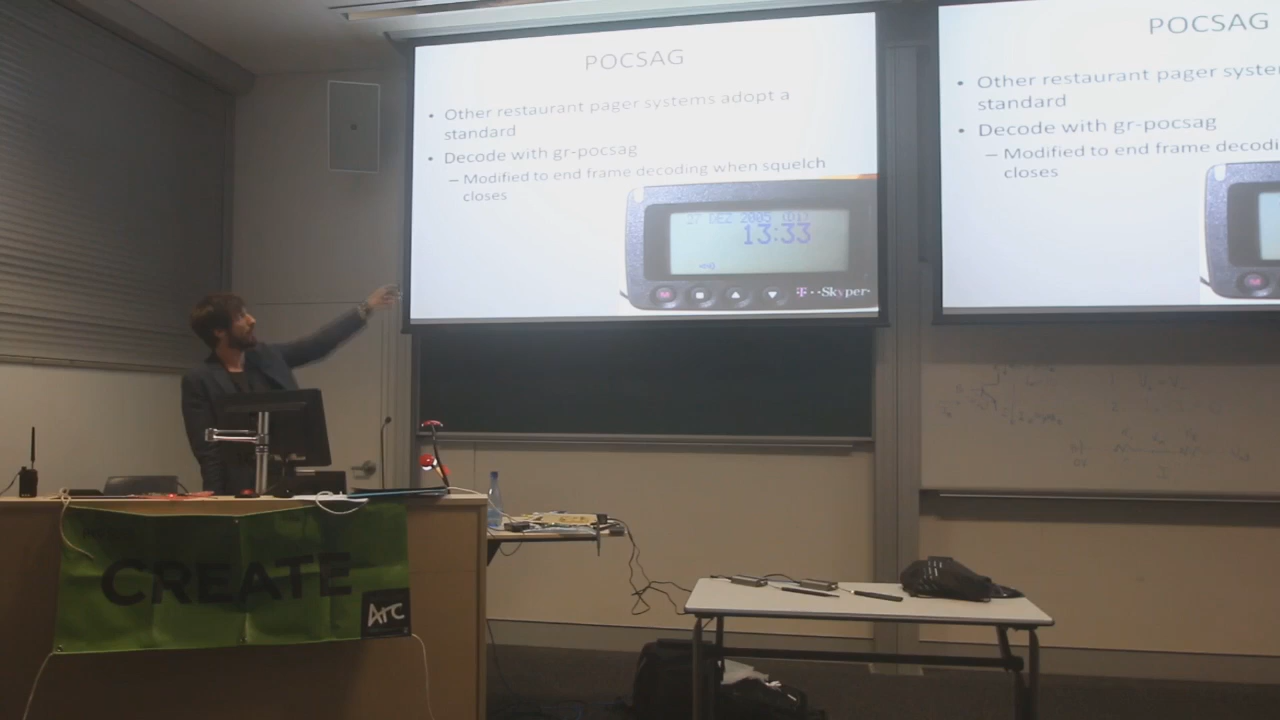 POCSAG
• Other restaurant pager systems adopt a
standard
• Decode with gr-pocsag
– Modified to end frame decoding when squelch
closes
27 DEZ 2005 (DI)
13:33
T··Skyper·
POCSAG
• Other restaurant pager syste
standard
• Decode with gr-pocsag
– Modified to end frame decodi
closes
CREATE
Arc